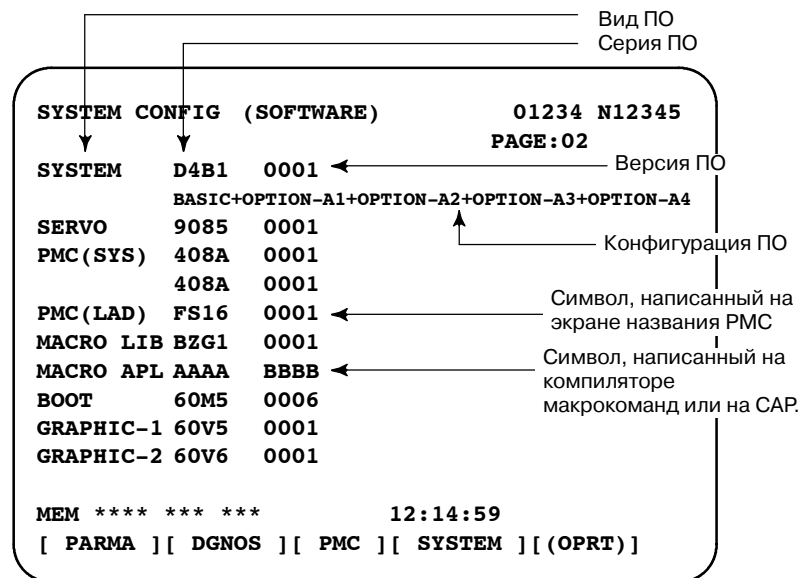 Вид ПО
Серия ПО
SYSTEM CONFIG (SOFTWARE) 01234 N12345
PAGE:02
SYSTEM D4B1 0001 Версия ПО
BASIC+OPTION-A1+OPTION-A2+OPTION-A3+OPTION-A4
SERVO 9085 0001
Конфигурация ПО
PMC(SYS) 408A 0001
408A 0001
Символ, написанный на
экране названия PMC
PMC(LAD) FS16 0001
MACRO LIB BZG1 0001
Символ, написанный на
компиляторе
макрокоманд или на CAP.
MACRO APL AAAA BBBB
BOOT 60M5 0006
GRAPHIC-1 60V5 0001
GRAPHIC-2 60V6 0001
MEM **** *** *** 12:14:59
[ PARMA ][ DGNOS ][ PMC ][ SYSTEM ][(OPRT)]